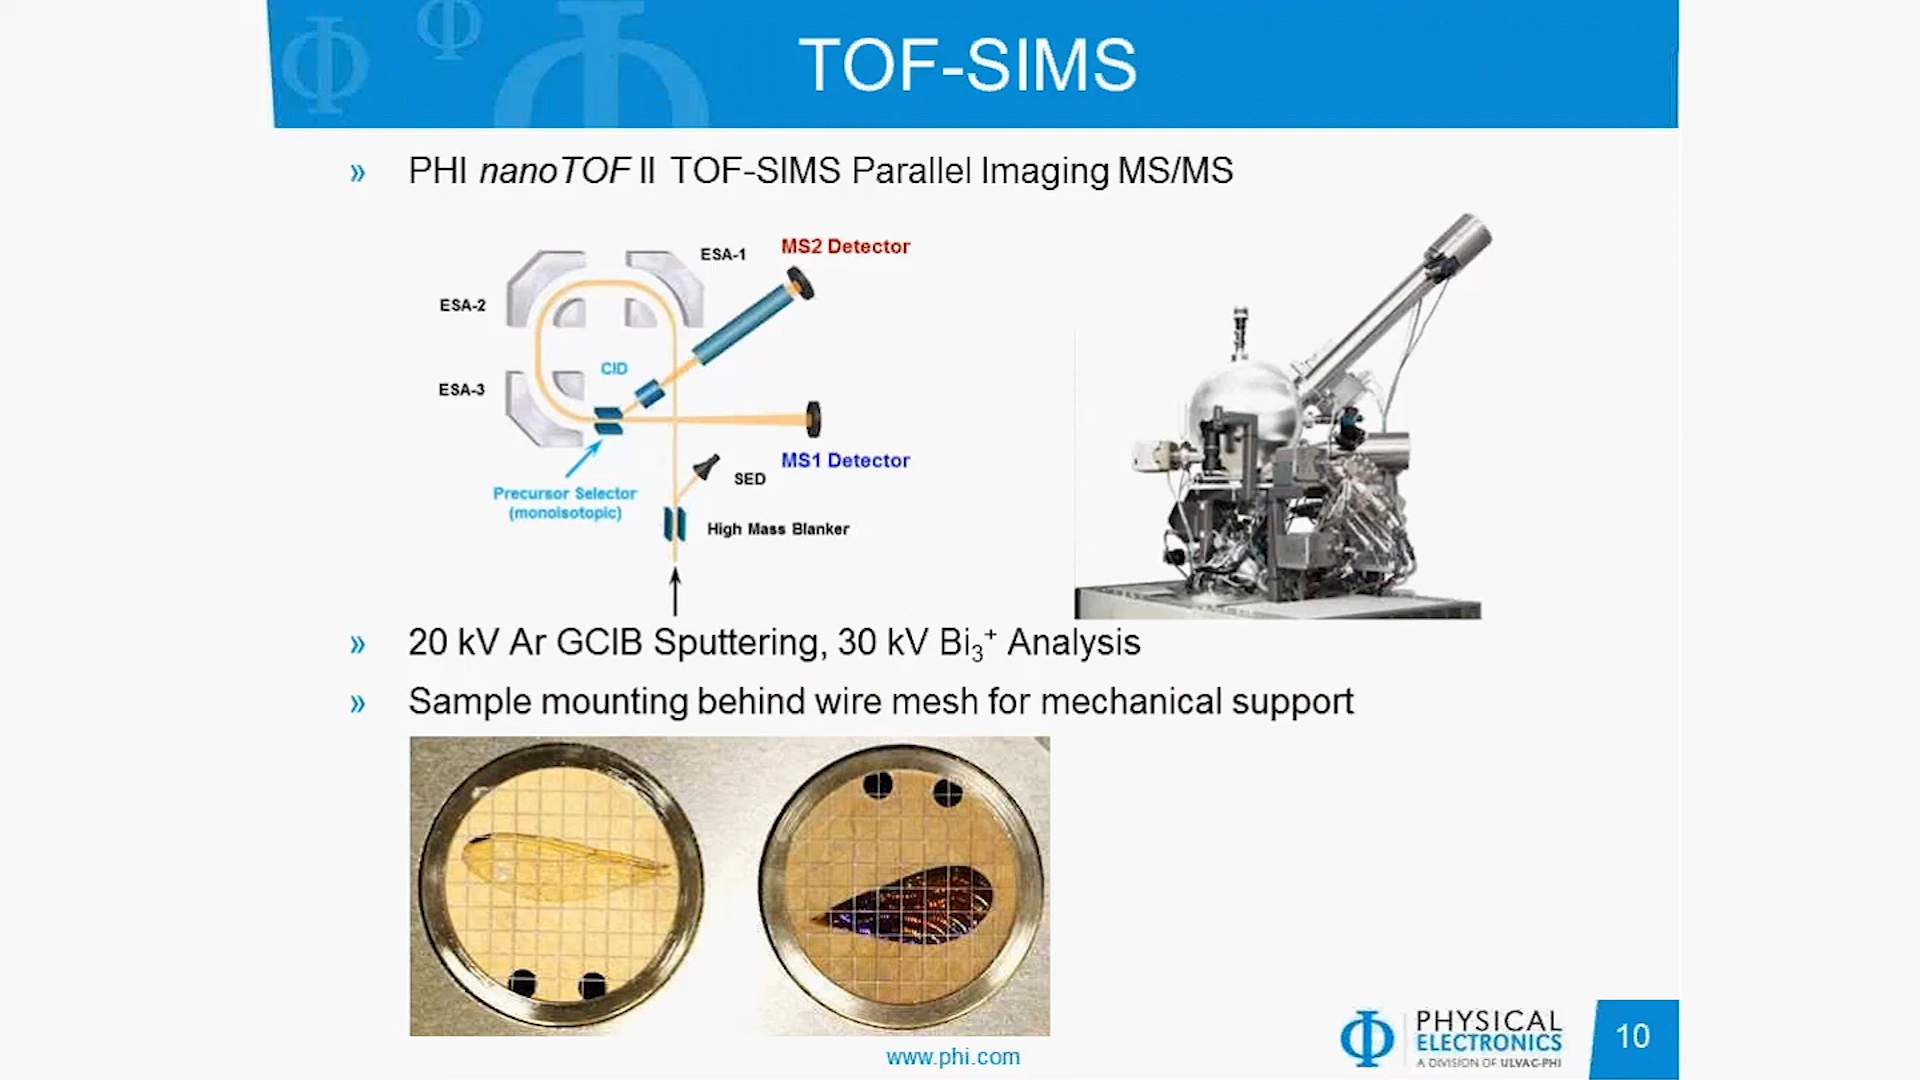 TOF-SIMS
» PHI nanoTOF II TOF-SIMS Parallel Imaging MS/MS
ESA-1
MS2 Detector
ESA-2
CID
ESA-3
MS1 Detector
SED
Precursor Selector
(monoisotopic)
High Mass Blanker
» 20 kV Ar GCIB Sputtering, 30 kV Bi₃⁺ Analysis
» Sample mounting behind wire mesh for mechanical support
www.phi.com
PHYSICAL
ELECTRONICS
A DIVISION OF ULVAC-PHI
10